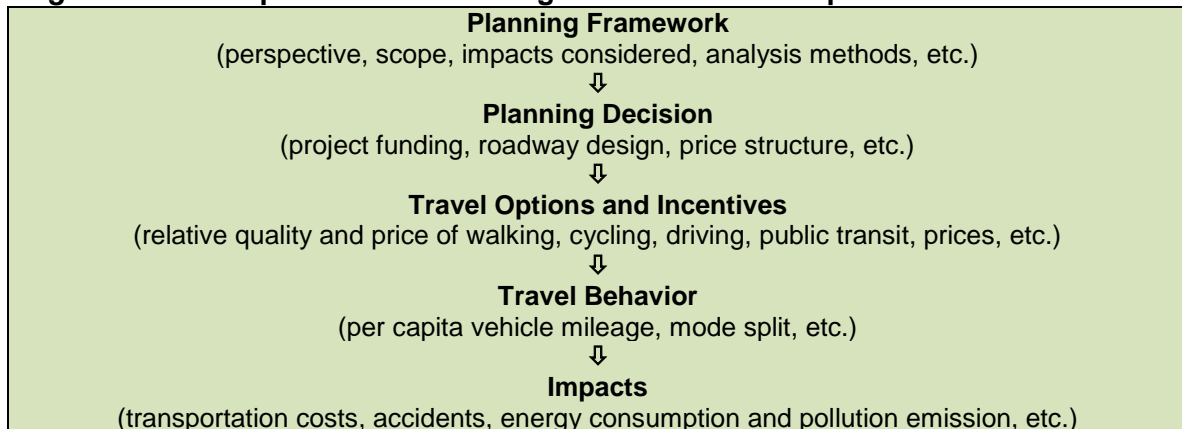 Planning Framework
(perspective, scope, impacts considered, analysis methods, etc.)
⇩
Planning Decision
(project funding, roadway design, price structure, etc.)
⇩
Travel Options and Incentives
(relative quality and price of walking, cycling, driving, public transit, prices, etc.)
⇩
Travel Behavior
(per capita vehicle mileage, mode split, etc.)
⇩
Impacts
(transportation costs, accidents, energy consumption and pollution emission, etc.)